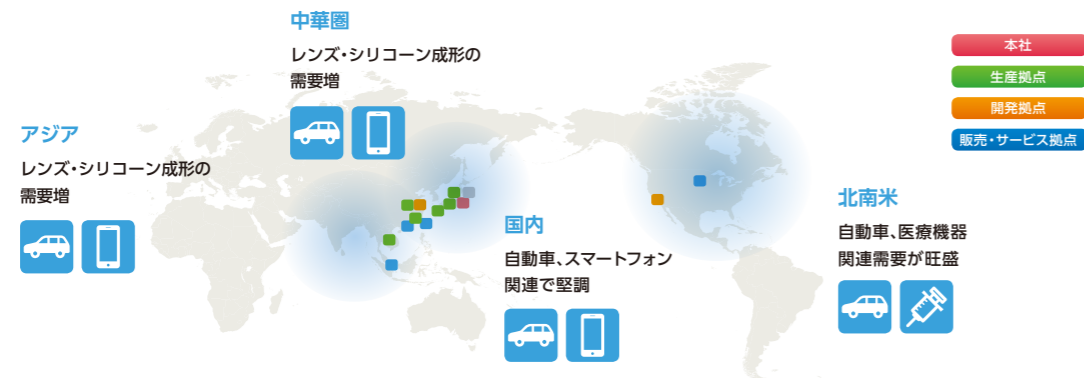 中華圏
レンズ・シリコーン成形の
需要増
本社
生産拠点
開発拠点
販売・サービス拠点
アジア
レンズ・シリコーン成形の
需要増
国内
自動車、スマートフォン
関連で堅調
北南米
自動車、医療機器
関連需要が旺盛